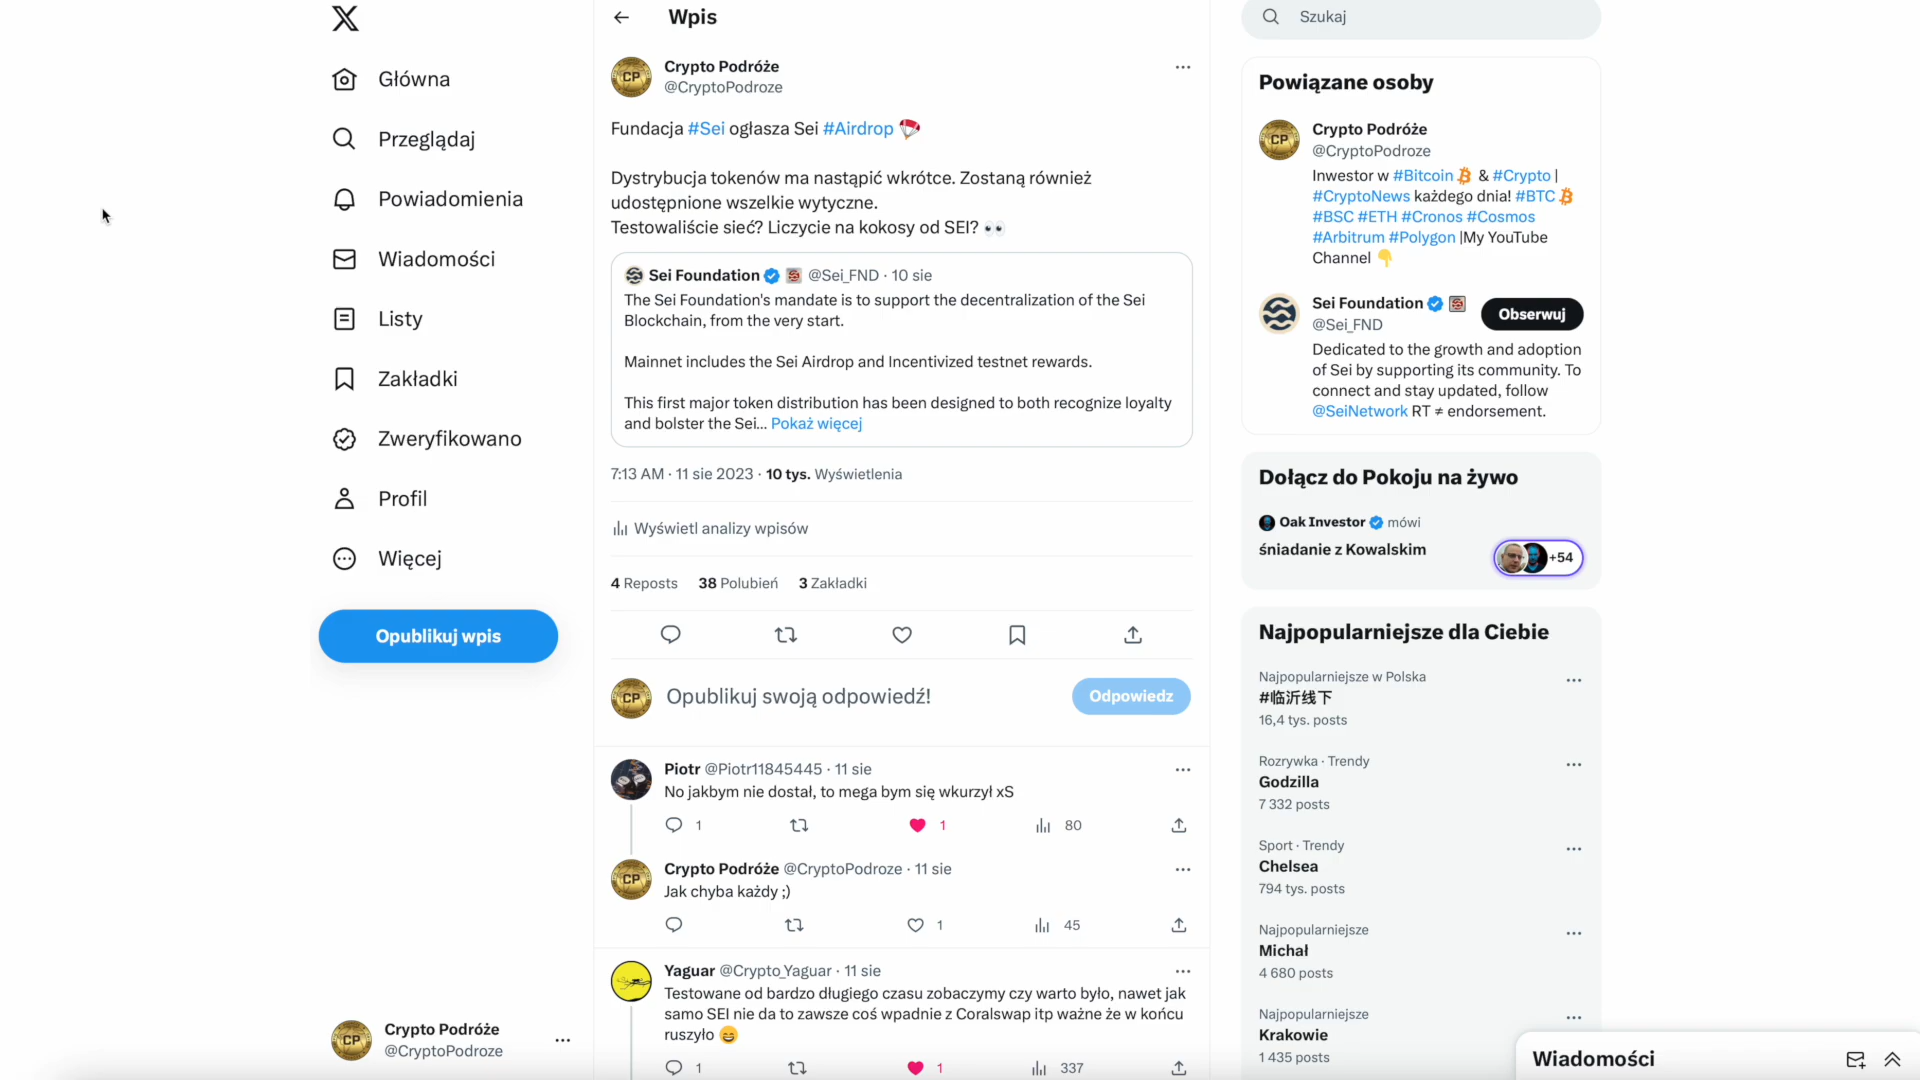 Główna
Przeglądaj
Powiadomienia
Wiadomości
Listy
Zakładki
Zweryfikowano
Profil
Więcej
Opublikuj wpis
Crypto Podróże
@CryptoPodroze
Wpis
Crypto Podróże
@CryptoPodroze
Fundacja #Sei ogłasza Sei #Airdrop 🪂
Dystrybucja tokenów ma nastąpić wkrótce. Zostaną również
udostępnione wszelkie wytyczne.
Testowaliście sieć? Liczycie na kokosy od SEI? 👀
Sei Foundation @Sei_FND · 10 sie
The Sei Foundation's mandate is to support the decentralization of the Sei
Blockchain, from the very start.
Mainnet includes the Sei Airdrop and Incentivized testnet rewards.
This first major token distribution has been designed to both recognize loyalty
and bolster the Sei... Pokaż więcej
7:13 AM · 11 sie 2023 · 10 tys. Wyświetlenia
Wyświetl analizy wpisów
4 Reposts 38 Polubień 3 Zakładki
CP Opublikuj swoją odpowiedź! Odpowiedz
Piotr @Piotr11845445 · 11 sie
No jakbym nie dostał, to mega bym się wkurzył xS
1 1 80
Crypto Podróże @CryptoPodroze · 11 sie
Jak chyba każdy ;)
1 45
Yaguar @Crypto_Yaguar · 11 sie
Testowane od bardzo długiego czasu zobaczymy czy warto było, nawet jak
samo SEI nie da to zawsze coś wpadnie z Coralswap itp ważne że w końcu
ruszyło 😄
1 1 337
Szukaj
Powiązane osoby
Crypto Podróże
@CryptoPodroze
Inwestor w #Bitcoin & #Crypto |
#CryptoNews każdego dnia! #BTC
#BSC #ETH #Cronos #Cosmos
#Arbitrum #Polygon |My YouTube
Channel 👇
Sei Foundation
@Sei_FND
Obserwuj
Dedicated to the growth and adoption
of Sei by supporting its community. To
connect and stay updated, follow
@SeiNetwork RT ≠ endorsement.
Dołącz do Pokoju na żywo
Oak Investor mówi
śniadanie z Kowalskim
+54
Najpopularniejsze dla Ciebie
Najpopularniejsze w Polska
#临沂线下
16,4 tys. posts
Rozrywka · Trendy
Godzilla
7 332 posts
Sport · Trendy
Chelsea
794 tys. posts
Najpopularniejsze
Michał
4 680 posts
Najpopularniejsze
Krakowie
1 435 posts
Wiadomości